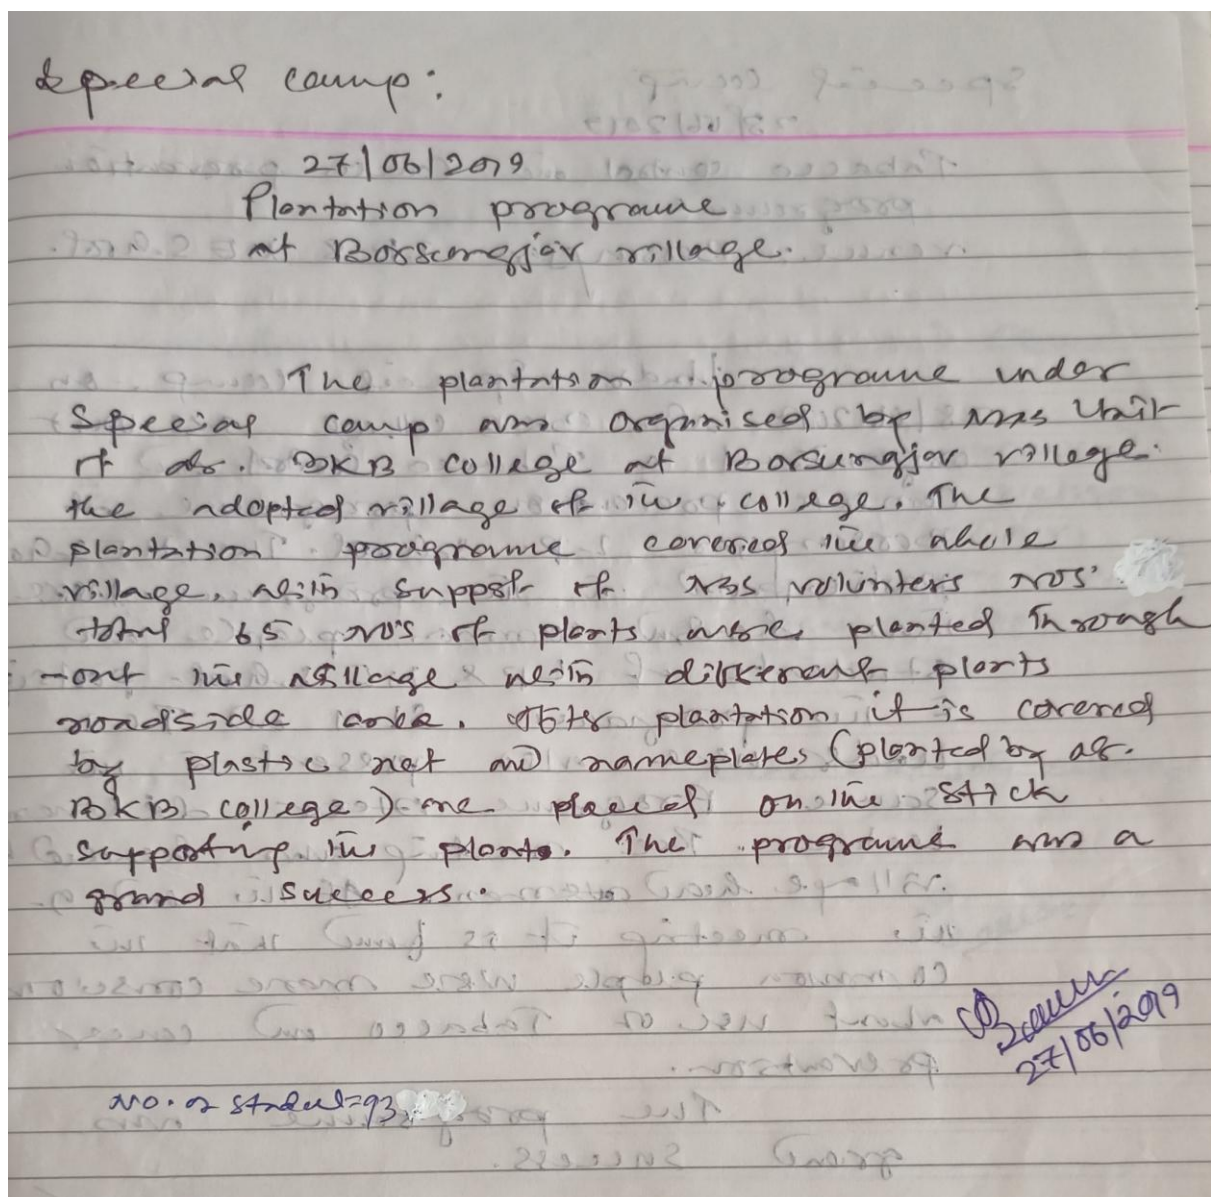 Special camp:
27/06/2019
Plantation programme
at Borsungjar village.
The plantation programme under
Special camp was organised by NSS Unit
of Dr. BKB College at Borsungjar village.
the adopted village of the college. The
plantation programme covered the whole
village, with support of NSS volunters nos.
total 65 no's of plants were planted through
-out the village with different plants
roadside area. After plantation it is covered
by plastic net and nameplates (planted by Dr.
BKB College) are placed on the stick
supporting the plants. The programme was a
grand success.
27/06/2019
No. of student=93